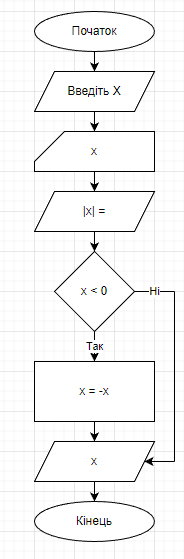 Початок
Введіть X
x
|x| =
x < 0
Ні
Так
x = -x
x
Кінець